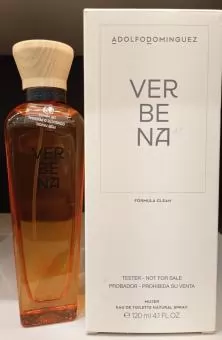 ADOLFODOMINGUEZ
VER
BE
NA
FÓRMULA CLEAN
TESTER - NOT FOR SALE
PROBADOR - PROHIBIDA SU VENTA
MUJER
EAU DE TOILETTE NATURAL SPRAY
℮ 120 ml 4.1 FL.OZ
VER
BE
NA